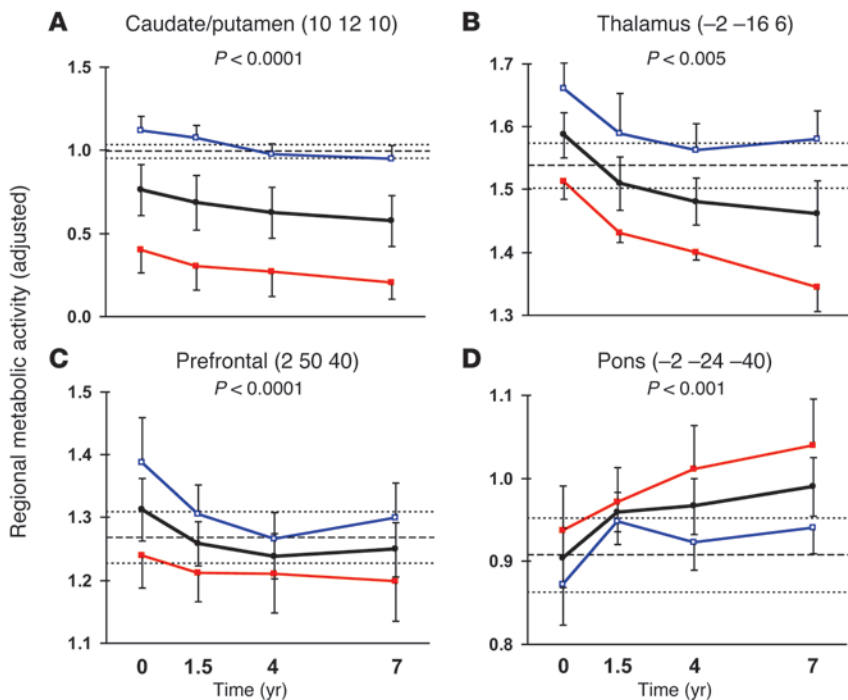 A Caudate/putamen (10 12 10)
P < 0.0001
1.5
1.0
0.5
0.0
B Thalamus (–2 –16 6)
P < 0.005
1.7
1.6
1.5
1.4
1.3
Regional metabolic activity (adjusted)
C Prefrontal (2 50 40)
P < 0.0001
1.5
1.4
1.3
1.2
1.1
0 1.5 4 7
Time (yr)
D Pons (–2 –24 –40)
P < 0.001
1.1
1.0
0.9
0.8
0 1.5 4 7
Time (yr)